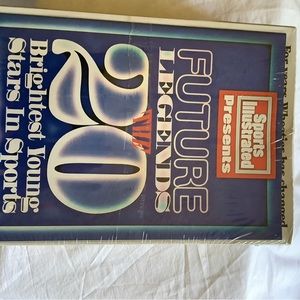 Sports
Illustrated
Presents
FUTURE
LEGENDS
20
Brightest Young
Stars In Sports